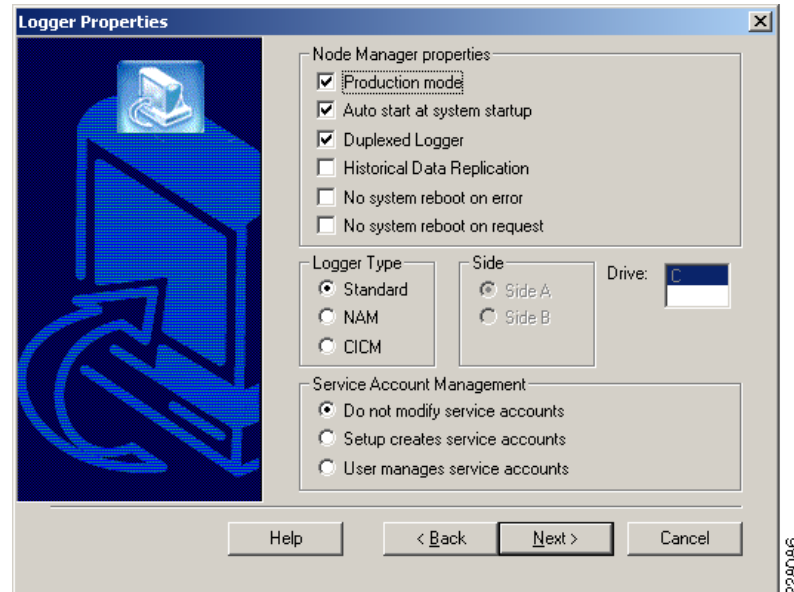 Logger Properties
Node Manager properties
Production mode
Auto start at system startup
Duplexed Logger
Historical Data Replication
No system reboot on error
No system reboot on request
Logger Type
Standard
NAM
CICM
Side
Side A
Side B
Drive:
C
Service Account Management
Do not modify service accounts
Setup creates service accounts
User manages service accounts
Help
< Back
Next >
Cancel